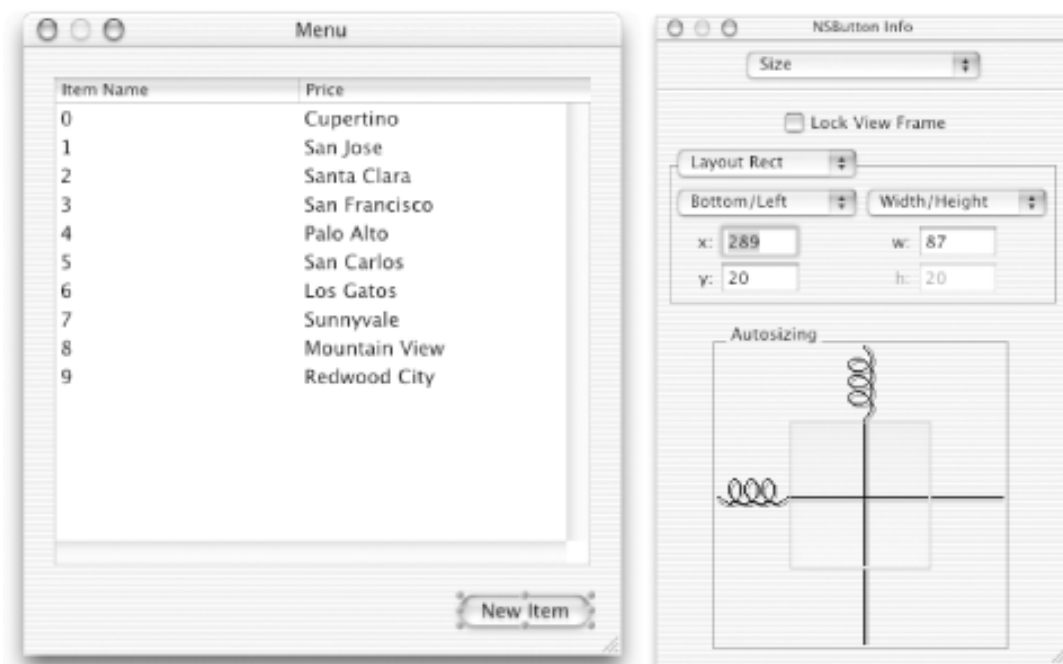 Menu
Item Name Price
0 Cupertino
1 San Jose
2 Santa Clara
3 San Francisco
4 Palo Alto
5 San Carlos
6 Los Gatos
7 Sunnyvale
8 Mountain View
9 Redwood City
New Item
NSButton Info
Size
Lock View Frame
Layout Rect
Bottom/Left Width/Height
x: 289 w: 87
y: 20 h: 20
Autosizing